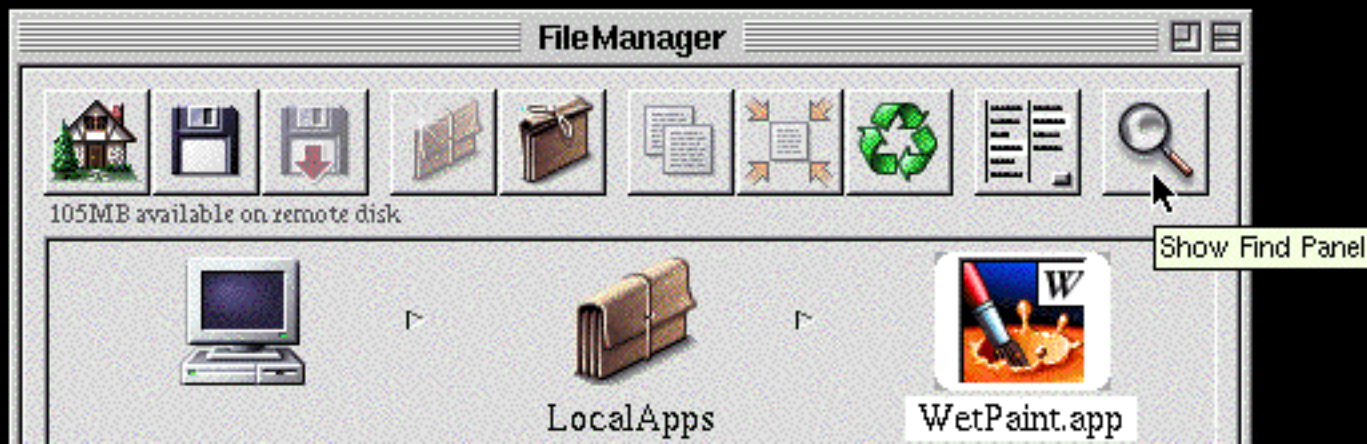 FileManager
105MB available on remote disk
Show Find Panel
W
LocalApps
WetPaint.app